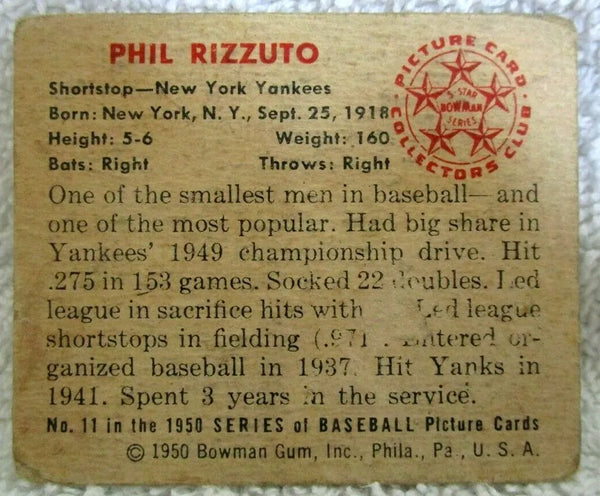 PHIL RIZZUTO
Shortstop—New York Yankees
Born: New York, N. Y., Sept. 25, 1918
Height: 5-6 Weight: 160
Bats: Right Throws: Right
PICTURE CARD
COLLECTORS CLUB
5-STAR
BOWMAN
SERIES
One of the smallest men in baseball—and
one of the most popular. Had big share in
Yankees' 1949 championship drive. Hit
.275 in 153 games. Socked 22 doubles. Led
league in sacrifice hits with Led league
shortstops in fielding (.971 . Entered or-
ganized baseball in 1937. Hit Yanks in
1941. Spent 3 years in the service.
No. 11 in the 1950 SERIES of BASEBALL Picture Cards
© 1950 Bowman Gum, Inc., Phila., Pa., U. S. A.